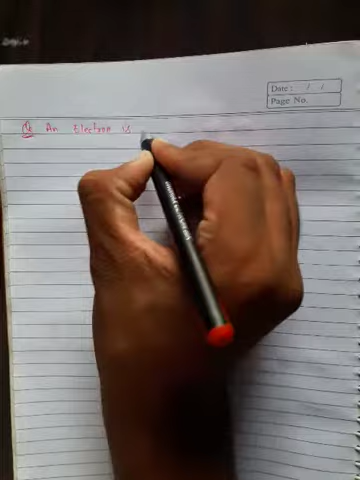 Date : / /
Page No.
Q. An Electron is